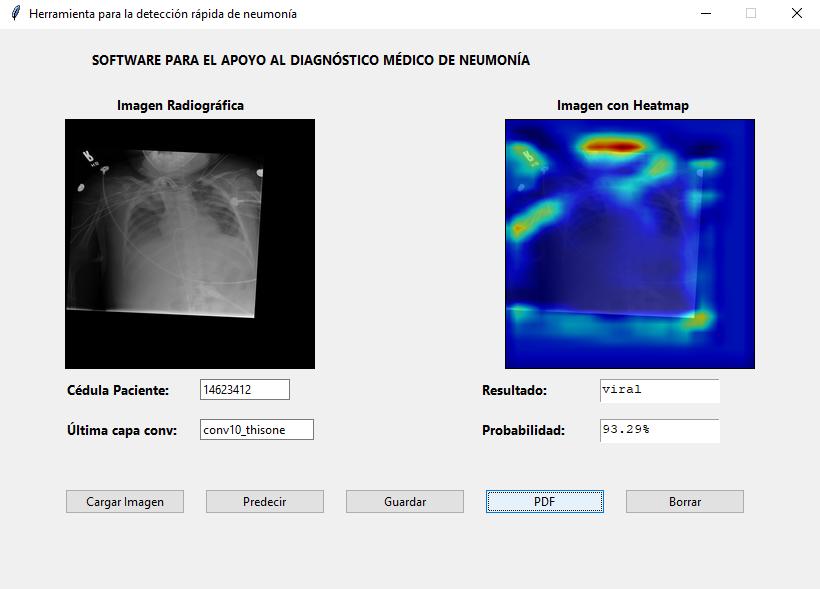 Herramienta para la detección rápida de neumonía
SOFTWARE PARA EL APOYO AL DIAGNÓSTICO MÉDICO DE NEUMONÍA
Imagen Radiográfica
Imagen con Heatmap
Cédula Paciente: 14623412
Resultado: viral
Última capa conv: conv10_thisone
Probabilidad: 93.29%
Cargar Imagen
Predecir
Guardar
PDF
Borrar